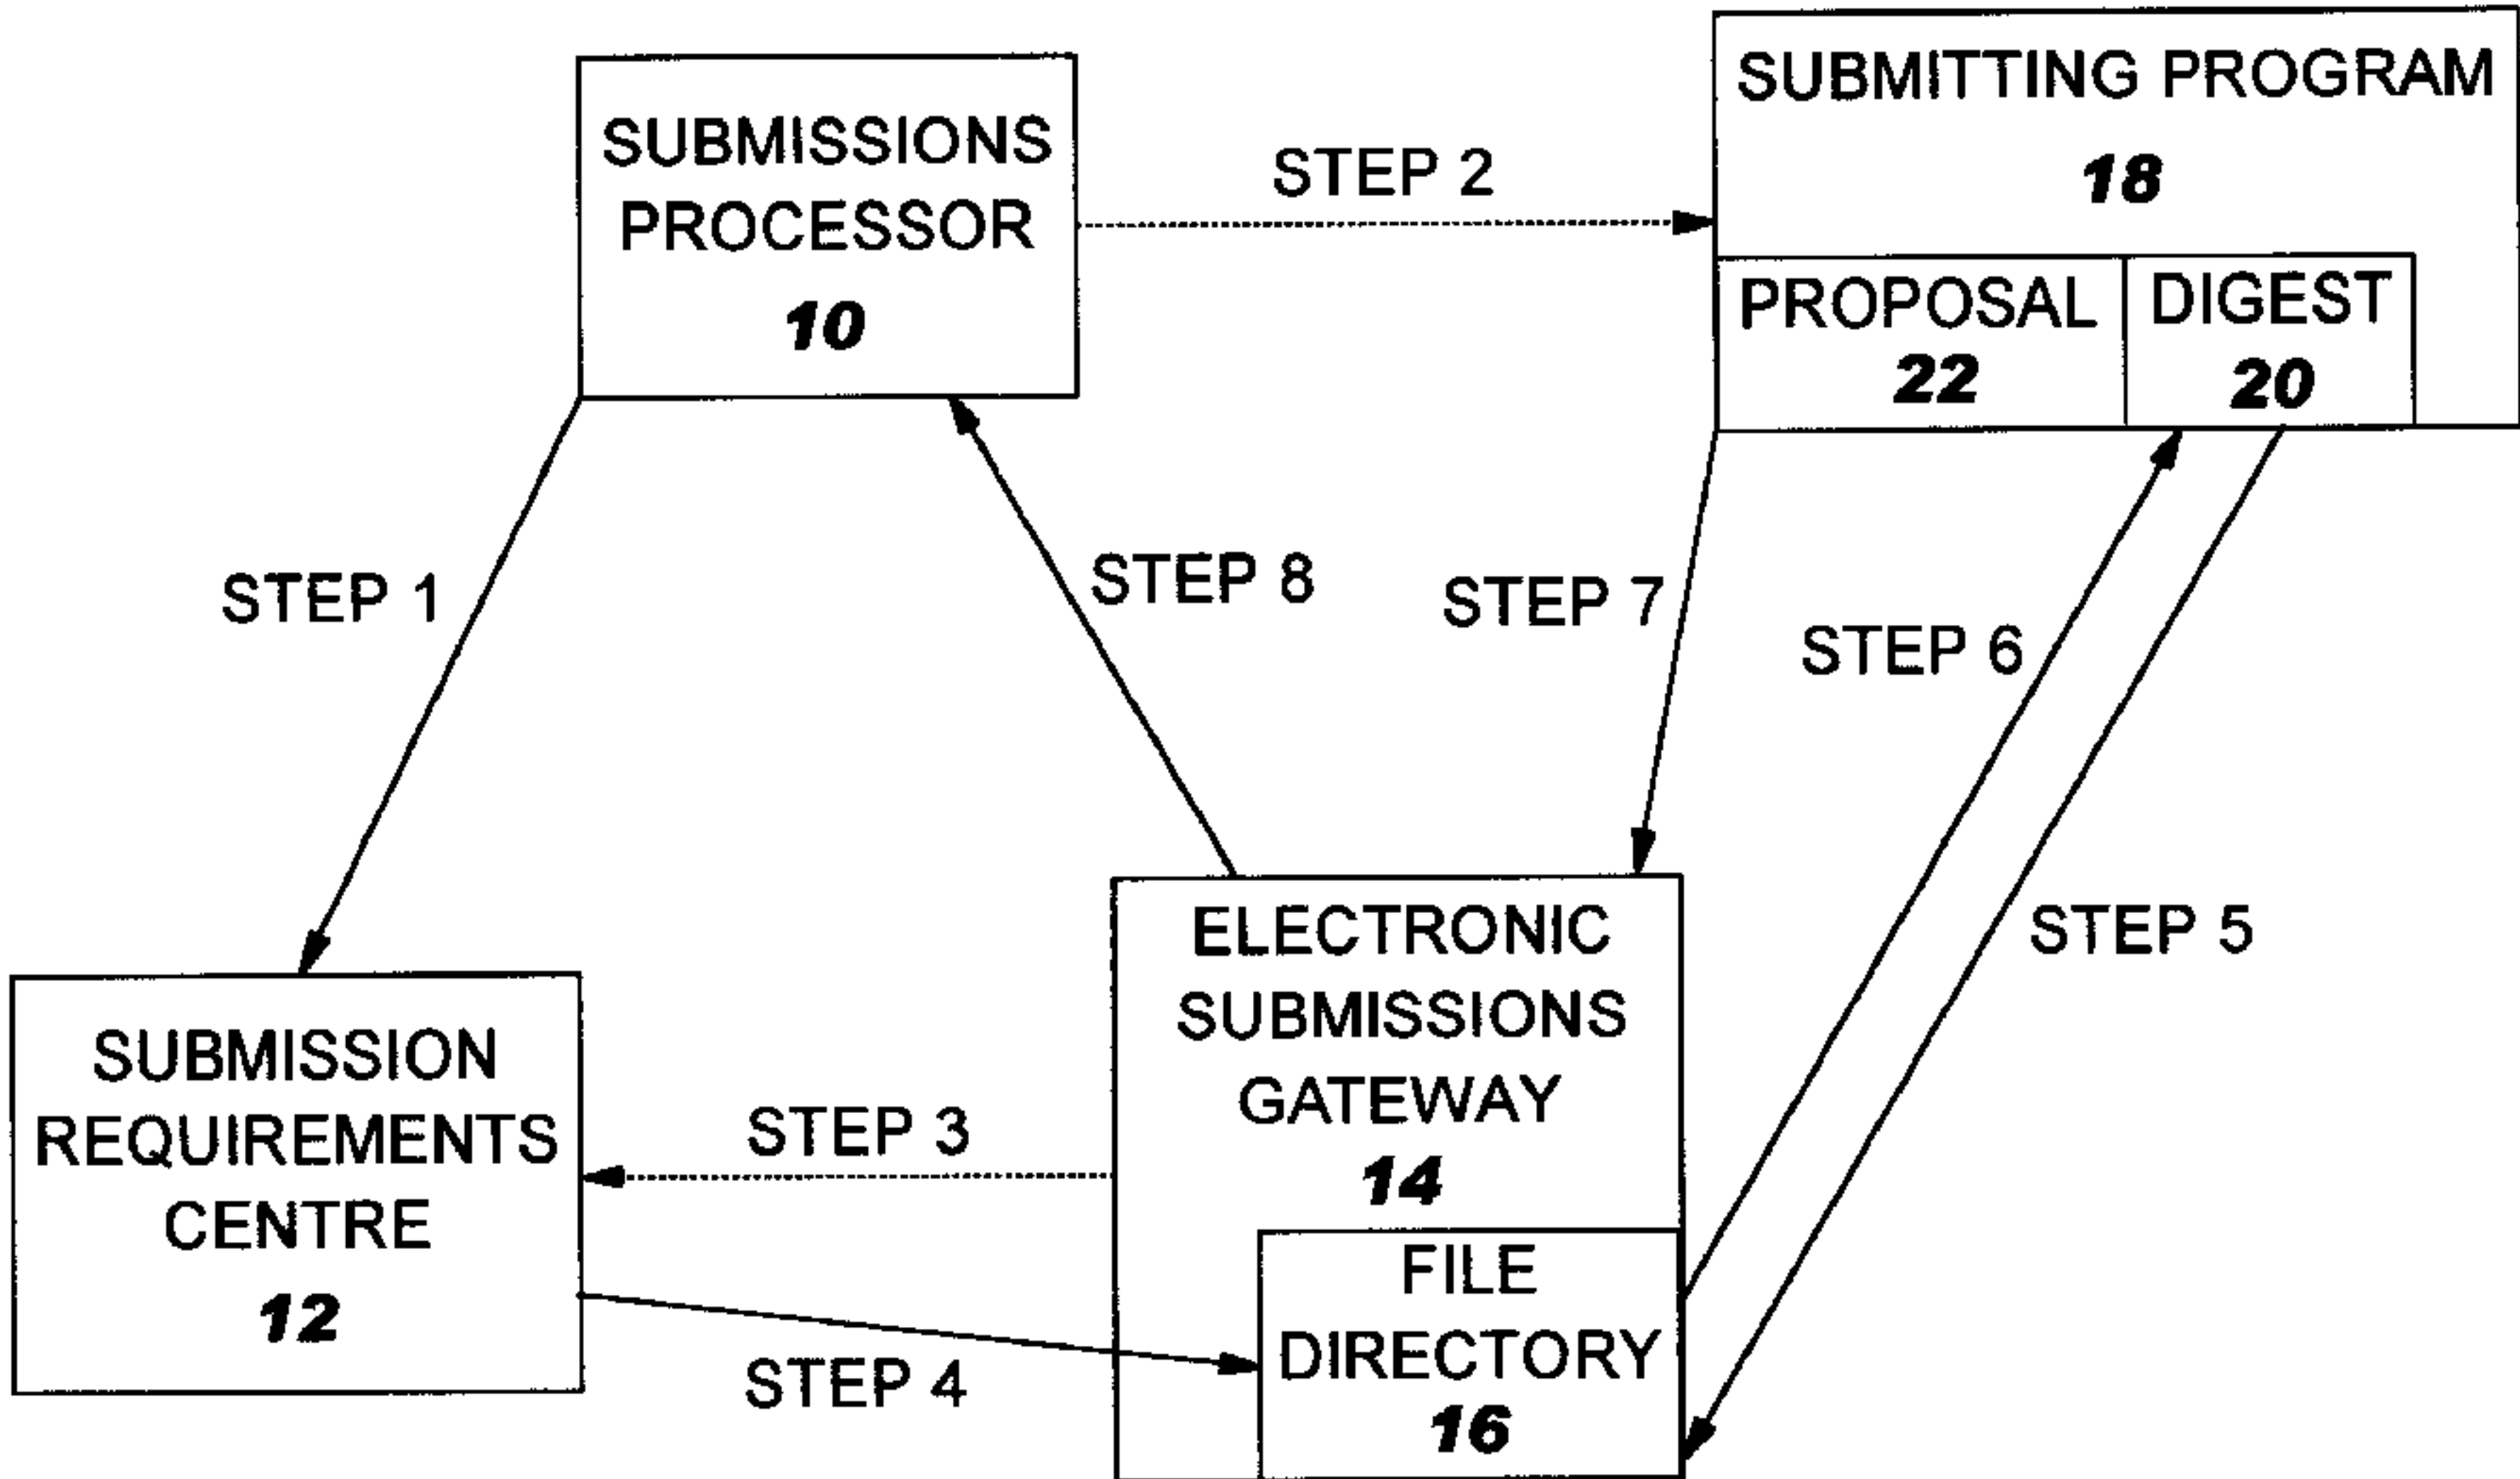 SUBMISSIONS
PROCESSOR
10
STEP 2
SUBMITTING PROGRAM
18
PROPOSAL
22
DIGEST
20
STEP 1
STEP 8
STEP 7
STEP 6
STEP 5
SUBMISSION
REQUIREMENTS
CENTRE
12
STEP 3
STEP 4
ELECTRONIC
SUBMISSIONS
GATEWAY
14
FILE
DIRECTORY
16